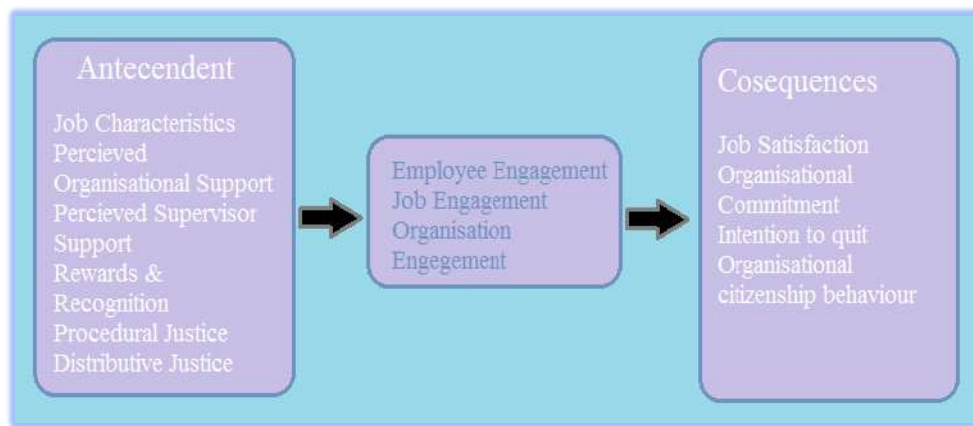 Antecendent
Job Characteristics
Percieved
Organisational Support
Percieved Supervisor
Support
Rewards &
Recognition
Procedural Justice
Distributive Justice
Employee Engagement
Job Engagement
Organisation
Engegement
Cosequences
Job Satisfaction
Organisational
Commitment
Intention to quit
Organisational
citizenship behaviour